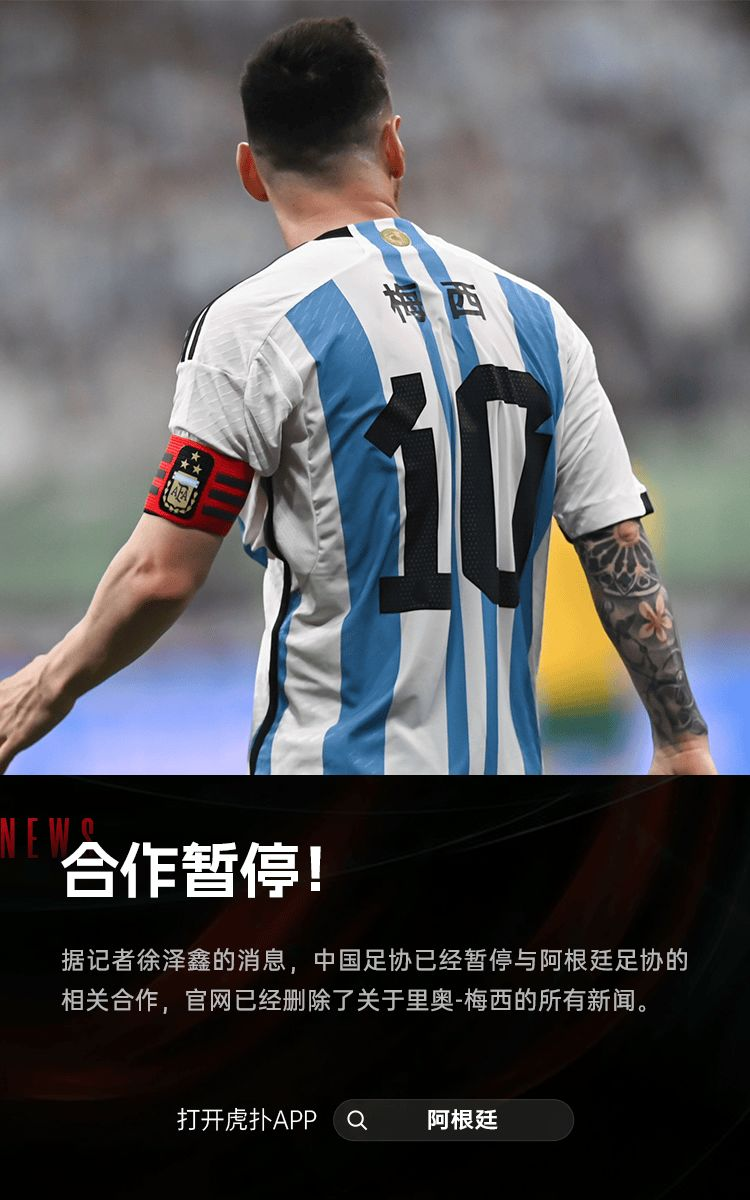 梅西
10
AFA
NEWS
合作暂停！
据记者徐泽鑫的消息，中国足协已经暂停与阿根廷足协的
相关合作，官网已经删除了关于里奥-梅西的所有新闻。
打开虎扑APP 阿根廷